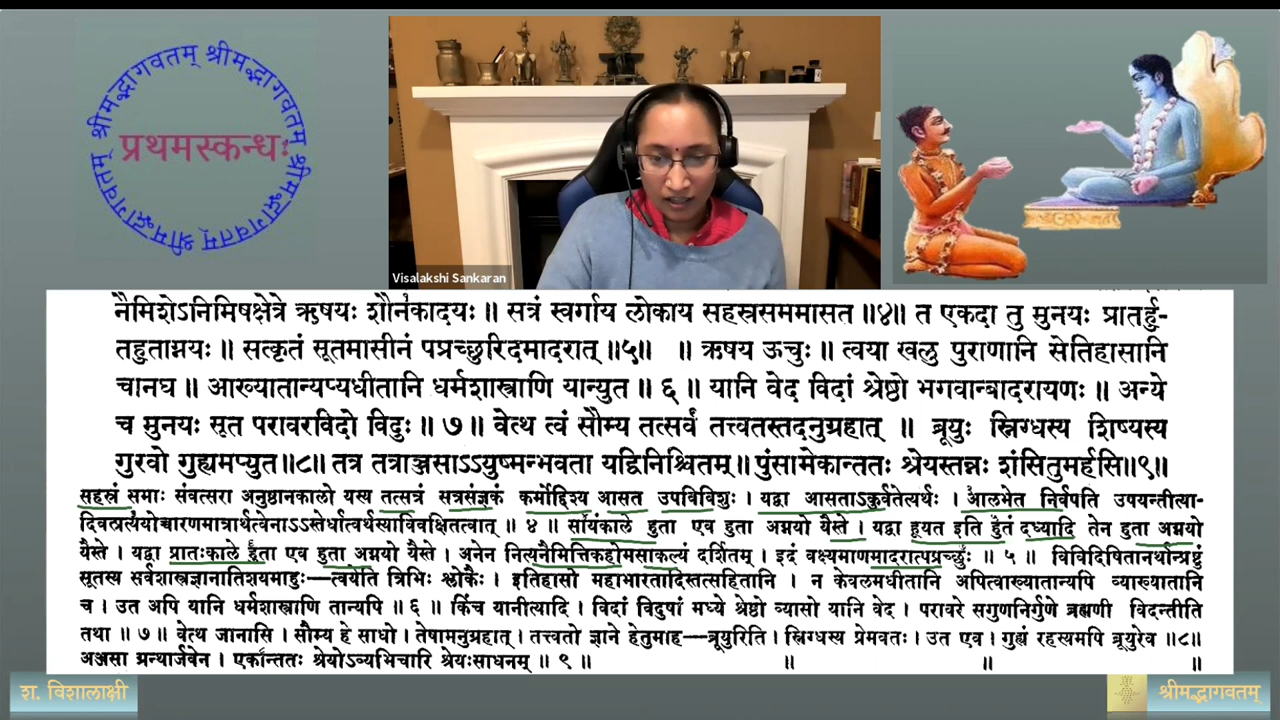 श्रीमद्भागवतम् श्रीमद्भागवतम् श्रीमद्भागवतम् श्रीमद्भागवतम्
प्रथमस्कन्धः
Visalakshi Sankaran
नैमिशेऽनिमिषक्षेत्रे ऋषयः शौनकादयः ॥ सत्रं स्वर्गाय लोकाय सहस्रसममासत ॥४॥ त एकदा तु मुनयः प्रातर्हु-
तहुताग्नयः ॥ सत्कृतं सूतमासीनं पप्रच्छुरिदमादरात् ॥५॥ ॥ ऋषय ऊचुः ॥ त्वया खलु पुराणानि सेतिहासानि
चानघ ॥ आख्यातान्यप्यधीतानि धर्मशास्त्राणि यान्युत ॥ ६ ॥ यानि वेद विदां श्रेष्ठो भगवान्बादरायणः ॥ अन्ये
च मुनयः सूत परावरविदो विदुः ॥ ७ ॥ वेत्थ त्वं सौम्य तत्सर्वं तत्त्वतस्तदनुग्रहात् ॥ ब्रूयुः स्निग्धस्य शिष्यस्य
गुरवो गुह्यमप्युत॥८॥ तत्र तत्राञ्जसाऽऽयुष्मन्भवता यद्विनिश्चितम्॥ पुंसामेकान्ततः श्रेयस्तन्नः शंसितुमर्हसि॥९॥
सहस्रं समाः संवत्सरा अनुष्ठानकालो यस्य तत्सत्रं सत्रसंज्ञकं कर्मोद्दिश्य आसत उपविविशुः । यद्वा आसताऽकुर्वतेत्यर्थः । आलभेत निर्वपति उपयन्तीत्या-
दिवत्प्रत्ययोच्चारणमात्रार्थत्वेनाऽऽस्तेर्धात्वर्थस्याविवक्षितत्वात् ॥ ४ ॥ सायंकाले हुता एव हुता अग्नयो यैस्ते । यद्वा हूयत इति हुतं दध्यादि तेन हुता अग्नयो
यैस्ते । यद्वा प्रातःकाले हुता एव हुता अग्नयो यैस्ते । अनेन नित्यनैमित्तिकहोमसाकल्यं दर्शितम् । इदं वक्ष्यमाणमादरात्पप्रच्छुः ॥ ५ ॥ विविदिषितानर्थान्प्रष्टुं
सूतस्य सर्वशास्त्रज्ञानातिशयमाहुः—त्वयेति त्रिभिः श्लोकैः । इतिहासो महाभारतादिस्तत्सहितानि । न केवलमधीतानि अपित्वाख्यातान्यपि व्याख्यातानि
च । उत अपि यानि धर्मशास्त्राणि तान्यपि ॥ ६ ॥ किंच यानीत्यादि । विदां विदुषां मध्ये श्रेष्ठो व्यासो यानि वेद । परावरे सगुणनिर्गुणे ब्रह्मणी विदन्तीति
तथा ॥ ७ ॥ वेत्थ जानासि । सौम्य हे साधो । तेषामनुग्रहात् । तत्त्वतो ज्ञाने हेतुमाह—ब्रूयुरिति । स्निग्धस्य प्रेमवतः । उत एव । गुह्यं रहस्यमपि ब्रूयुरेव ॥८॥
अञ्जसा ग्रन्थार्जवेन । एकान्ततः श्रेयोऽव्यभिचारि श्रेयःसाधनम् ॥ ९ ॥ ॥ ॥ ॥
श. विशालाक्षी
श्रीमद्भागवतम्